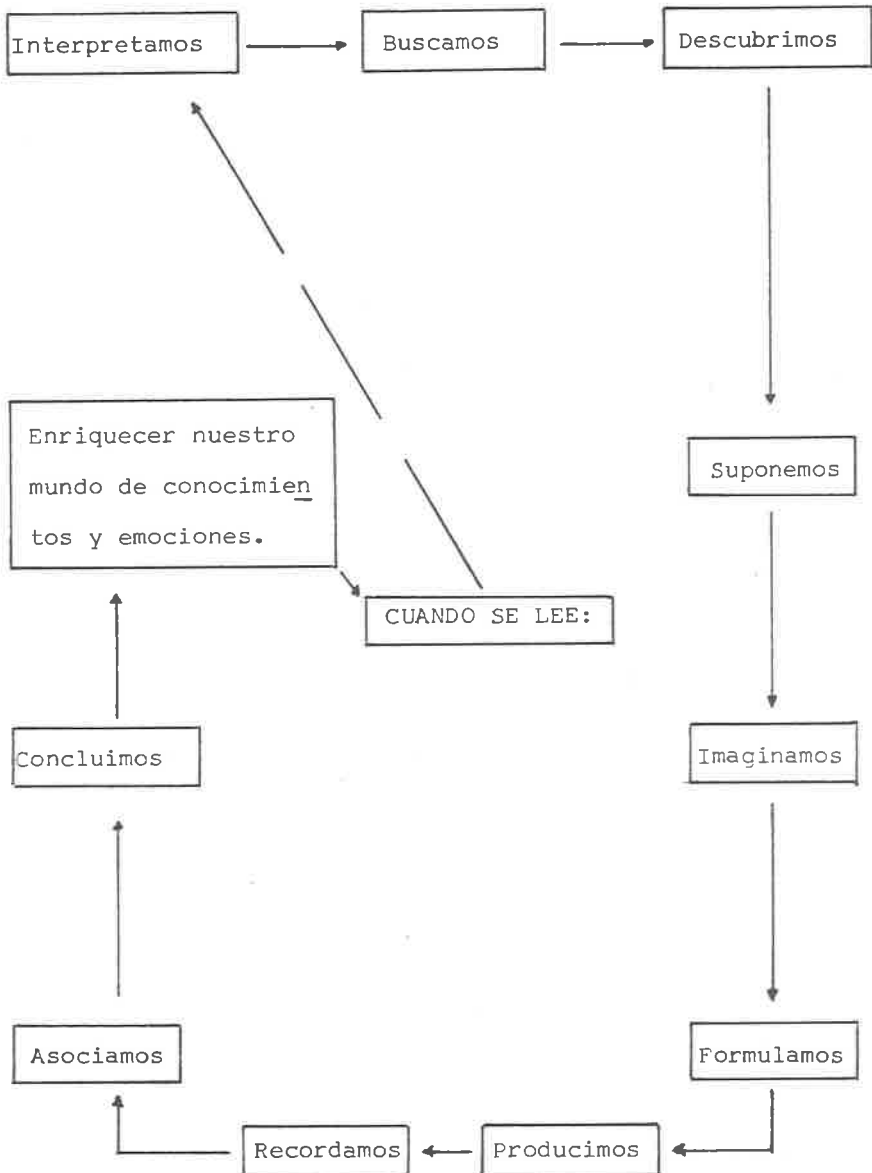 Interpretamos
Buscamos
Descubrimos
Enriquecer nuestro
mundo de conocimien
tos y emociones.
Suponemos
CUANDO SE LEE:
Concluimos
Imaginamos
Asociamos
Formulamos
Recordamos
Producimos